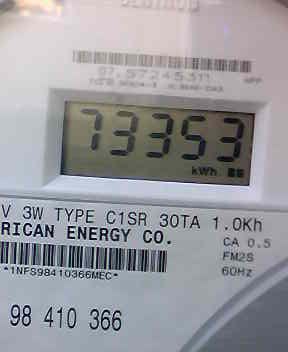 73353
kWh
V 3W TYPE C1SR 30TA 1.0Kh
RICAN ENERGY CO.
CA 0.5
FM2S
60Hz
*1NFS98410366MEC*
98 410 366